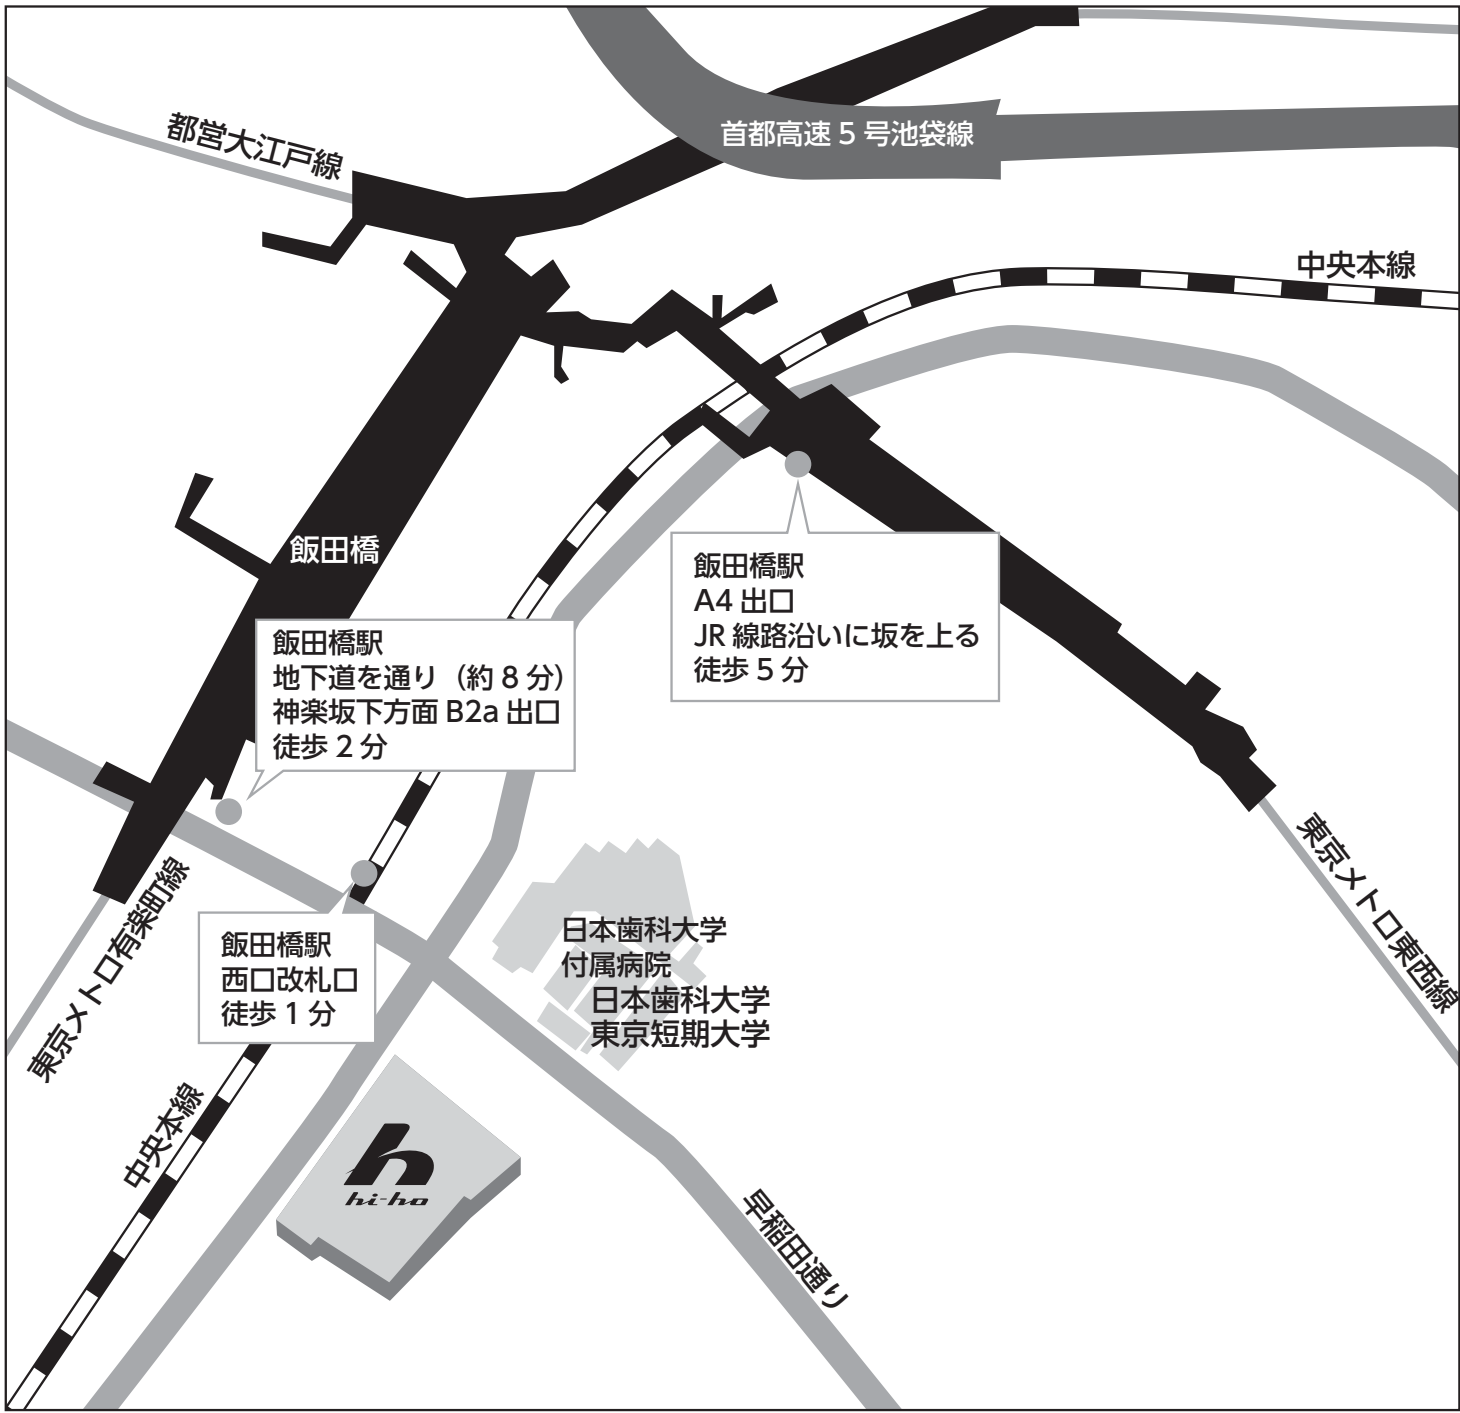 都営大江戸線
首都高速 5 号池袋線
中央本線
飯田橋
飯田橋駅
A4 出口
JR 線路沿いに坂を上る
徒歩 5 分
飯田橋駅
地下道を通り（約 8 分）
神楽坂下方面 B2a 出口
徒歩 2 分
東京メトロ東西線
東京メトロ有楽町線
飯田橋駅
西口改札口
徒歩 1 分
日本歯科大学
付属病院
日本歯科大学
東京短期大学
中央本線
h
hi-ho
早稲田通り